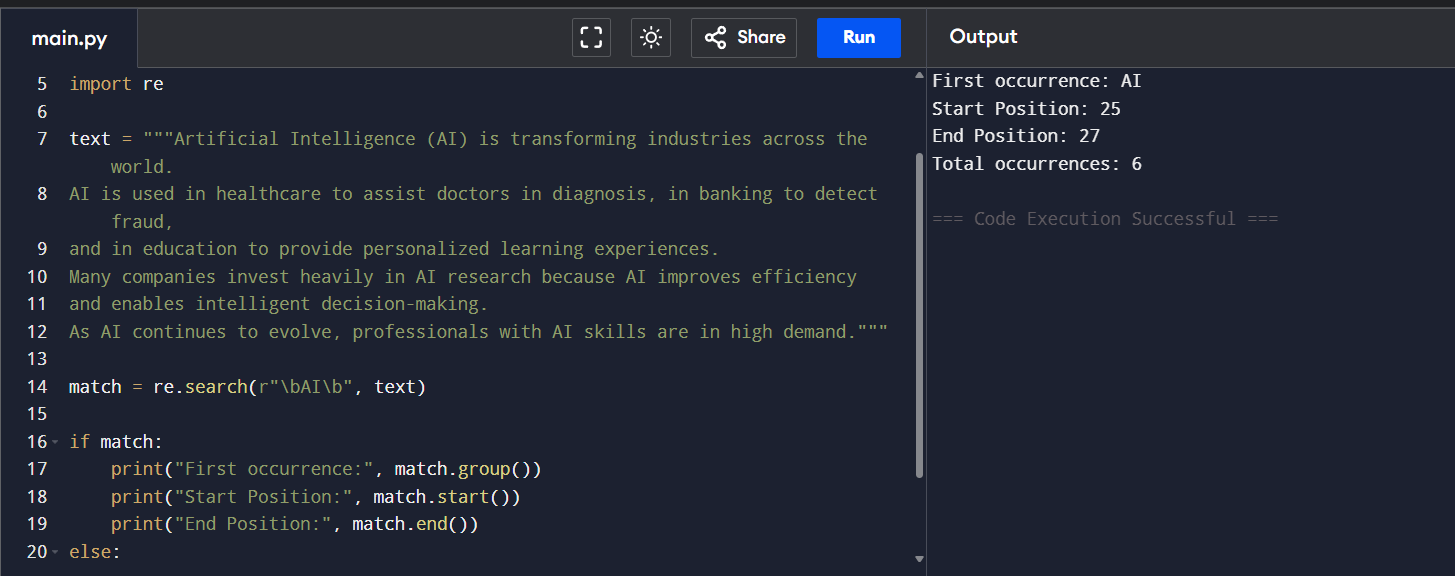 main.py
Share
Run
Output
5 import re
6
7 text = """Artificial Intelligence (AI) is transforming industries across the
world.
8 AI is used in healthcare to assist doctors in diagnosis, in banking to detect
fraud,
9 and in education to provide personalized learning experiences.
10 Many companies invest heavily in AI research because AI improves efficiency
11 and enables intelligent decision-making.
12 As AI continues to evolve, professionals with AI skills are in high demand."""
13
14 match = re.search(r"\bAI\b", text)
15
16 if match:
17     print("First occurrence:", match.group())
18     print("Start Position:", match.start())
19     print("End Position:", match.end())
20 else:
First occurrence: AI
Start Position: 25
End Position: 27
Total occurrences: 6
=== Code Execution Successful ===